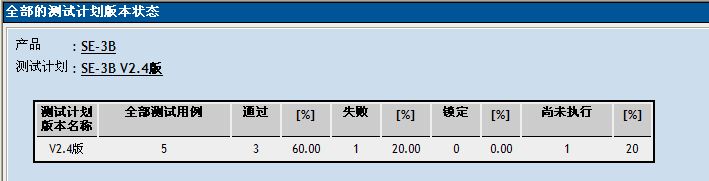 全部的测试计划版本状态
产品 : SE-3B
测试计划 : SE-3B V2.4版
测试计划版本名称 全部测试用例 通过 [%] 失败 [%] 锁定 [%] 尚未执行 [%]
V2.4版 5 3 60.00 1 20.00 0 0.00 1 20